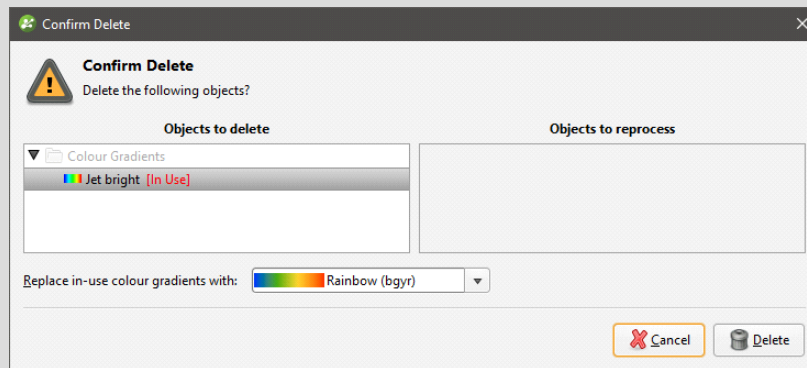 Confirm Delete
Confirm Delete
Delete the following objects?
Objects to delete
Objects to reprocess
Colour Gradients
Jet bright [In Use]
Replace in-use colour gradients with: Rainbow (bgyr)
Cancel Delete